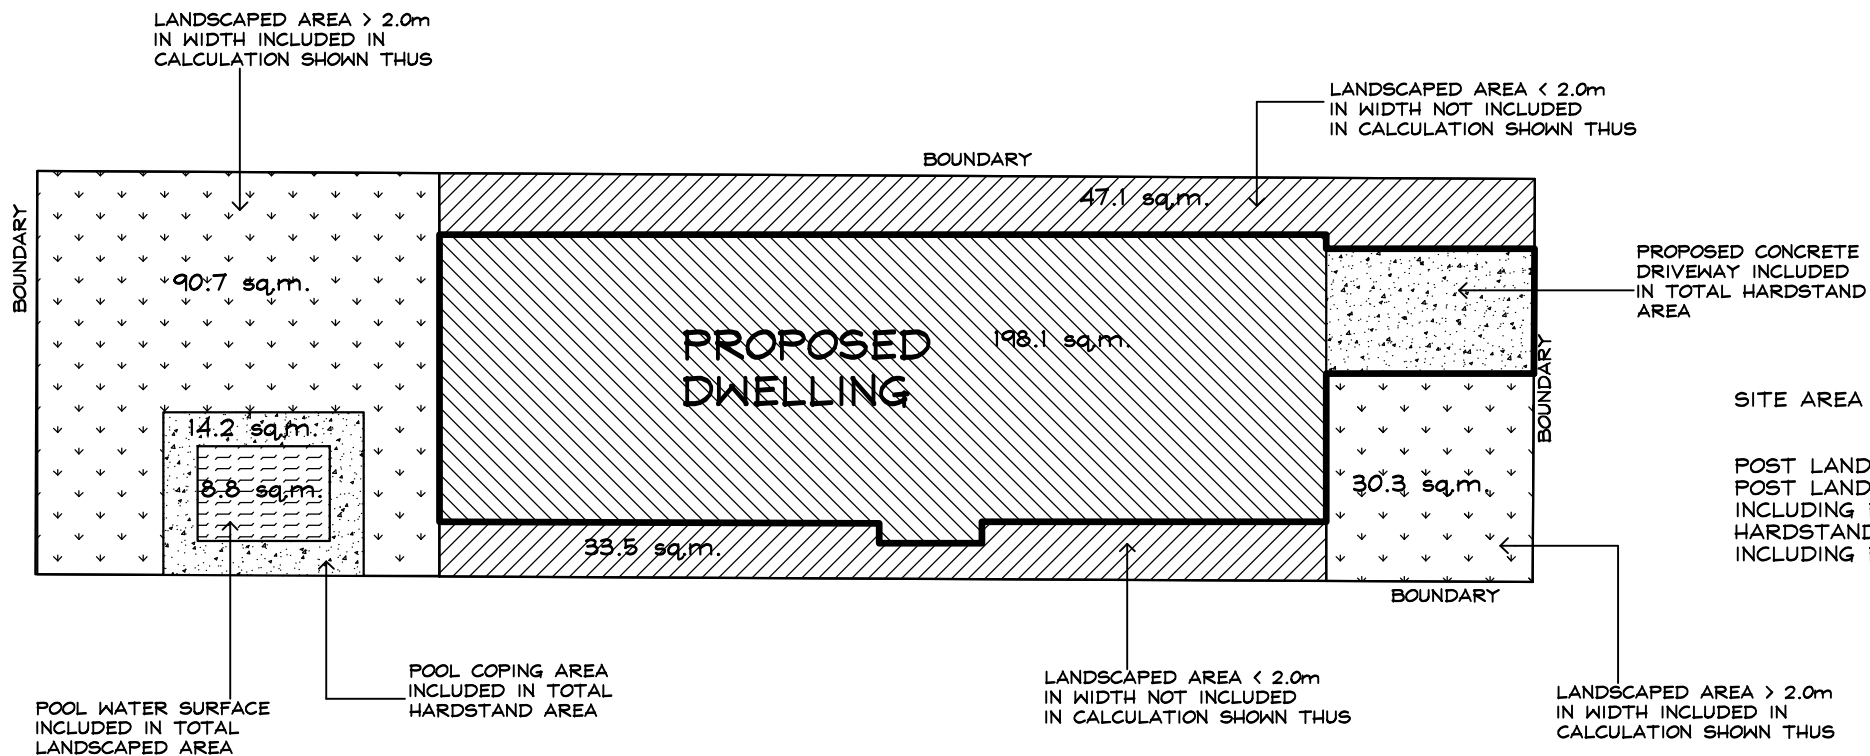 LANDSCAPED AREA > 2.0m
IN WIDTH INCLUDED IN
CALCULATION SHOWN THUS
LANDSCAPED AREA < 2.0m
IN WIDTH NOT INCLUDED
IN CALCULATION SHOWN THUS
BOUNDARY
BOUNDARY
47.1 sq.m.
90.7 sq.m.
PROPOSED CONCRETE
DRIVEWAY INCLUDED
IN TOTAL HARDSTAND
AREA
PROPOSED
DWELLING
198.1 sq.m.
BOUNDARY
SITE AREA
14.2 sq.m.
8.8 sq.m.
30.3 sq.m.
POST LAND
POST LAND
INCLUDING
HARDSTAND
INCLUDING
33.5 sq.m.
BOUNDARY
POOL WATER SURFACE
INCLUDED IN TOTAL
LANDSCAPED AREA
POOL COPING AREA
INCLUDED IN TOTAL
HARDSTAND AREA
LANDSCAPED AREA < 2.0m
IN WIDTH NOT INCLUDED
IN CALCULATION SHOWN THUS
LANDSCAPED AREA > 2.0m
IN WIDTH INCLUDED IN
CALCULATION SHOWN THUS